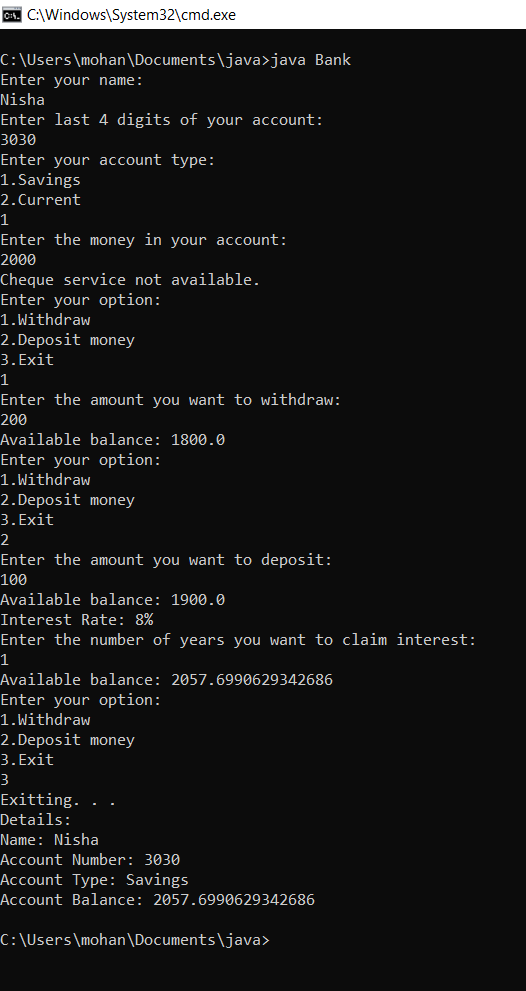 C:\Windows\System32\cmd.exe
C:\Users\mohan\Documents\java>java Bank
Enter your name:
Nisha
Enter last 4 digits of your account:
3030
Enter your account type:
1.Savings
2.Current
1
Enter the money in your account:
2000
Cheque service not available.
Enter your option:
1.Withdraw
2.Deposit money
3.Exit
1
Enter the amount you want to withdraw:
200
Available balance: 1800.0
Enter your option:
1.Withdraw
2.Deposit money
3.Exit
2
Enter the amount you want to deposit:
100
Available balance: 1900.0
Interest Rate: 8%
Enter the number of years you want to claim interest:
1
Available balance: 2057.6990629342686
Enter your option:
1.Withdraw
2.Deposit money
3.Exit
3
Exitting. . .
Details:
Name: Nisha
Account Number: 3030
Account Type: Savings
Account Balance: 2057.6990629342686
C:\Users\mohan\Documents\java>